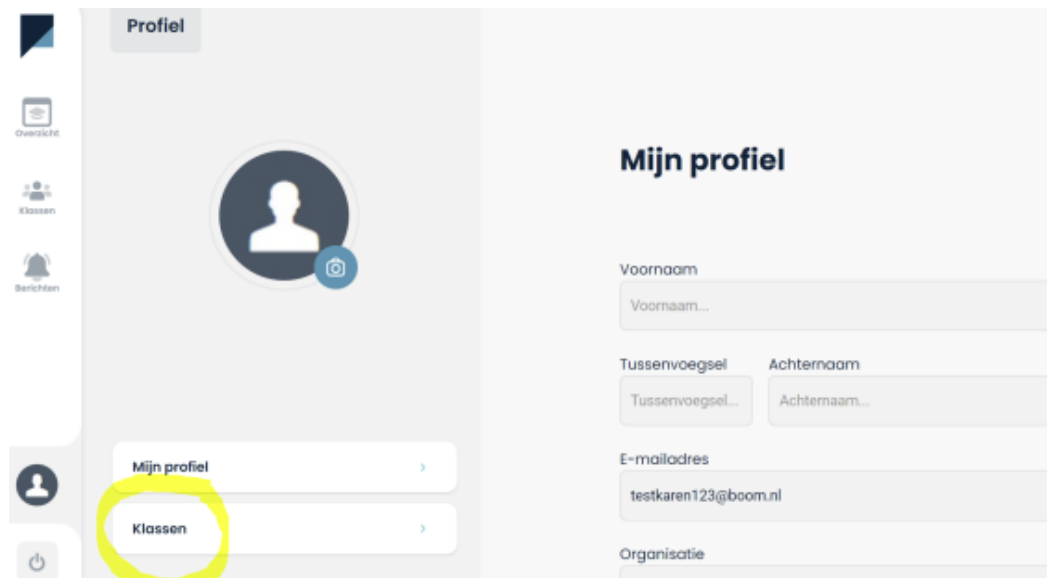 Profiel
Overzicht
Klassen
Berichten
Mijn profiel
Klassen
Mijn profiel
Voornaam
Voornaam...
Tussenvoegsel Achternaam
Tussenvoegsel... Achternaam...
E-mailadres
testkaren123@boom.nl
Organisatie